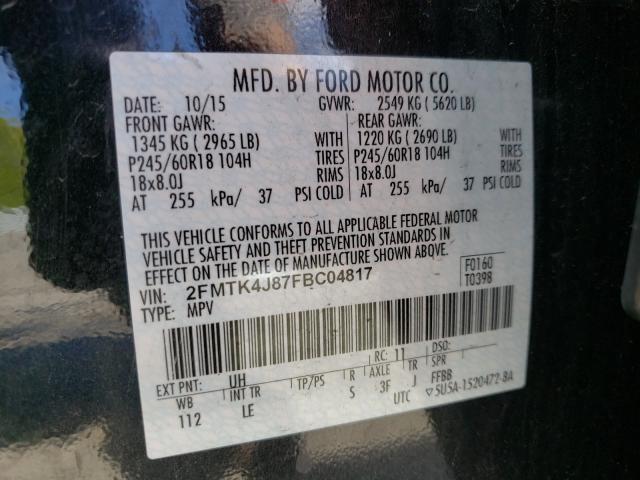 MFD. BY FORD MOTOR CO.
DATE: 10/15 GVWR: 2549 KG ( 5620 LB)
FRONT GAWR: REAR GAWR:
1345 KG ( 2965 LB) WITH 1220 KG ( 2690 LB) WITH
P245/60R18 104H TIRES P245/60R18 104H TIRES
18x8.0J RIMS 18x8.0J RIMS
AT 255 kPa/ 37 PSI COLD AT 255 kPa/ 37 PSI COLD
THIS VEHICLE CONFORMS TO ALL APPLICABLE FEDERAL MOTOR
VEHICLE SAFETY AND THEFT PREVENTION STANDARDS IN
EFFECT ON THE DATE OF MANUFACTURE SHOWN ABOVE.
VIN: 2FMTK4J87FBC04817 F0160
TYPE: MPV T0398
EXT PNT: UH RC: 11 DSO:
WB INT TR TP/PS R AXLE TR SPR
112 LE S 3F J FFBB
UTC ▽5U5A-1520472-BA